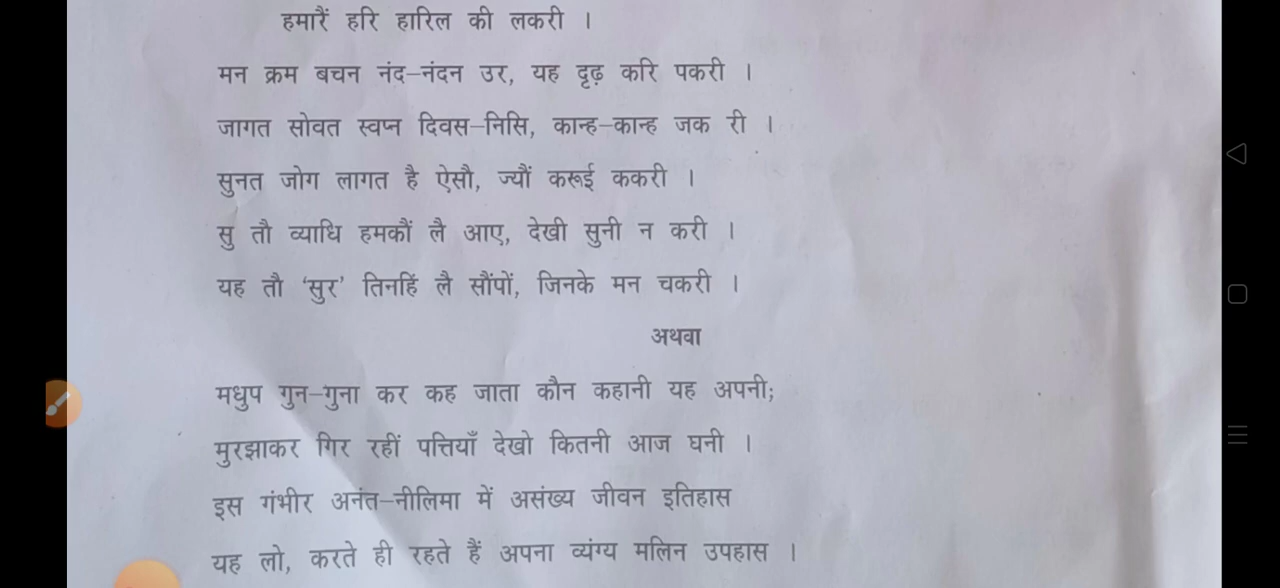 हमारैं हरि हारिल की लकरी ।
मन क्रम बचन नंद–नंदन उर, यह दृढ़ करि पकरी ।
जागत सोवत स्वप्न दिवस–निसि, कान्ह–कान्ह जक री ।
सुनत जोग लागत है ऐसौ, ज्यौं करूई ककरी ।
सु तौ व्याधि हमकौं लै आए, देखी सुनी न करी ।
यह तौ ‘सुर’ तिनहिं लै सौंपों, जिनके मन चकरी ।
अथवा
मधुप गुन–गुना कर कह जाता कौन कहानी यह अपनी;
मुरझाकर गिर रहीं पत्तियाँ देखो कितनी आज घनी ।
इस गंभीर अनंत–नीलिमा में असंख्य जीवन इतिहास
यह लो, करते ही रहते हैं अपना व्यंग्य मलिन उपहास ।